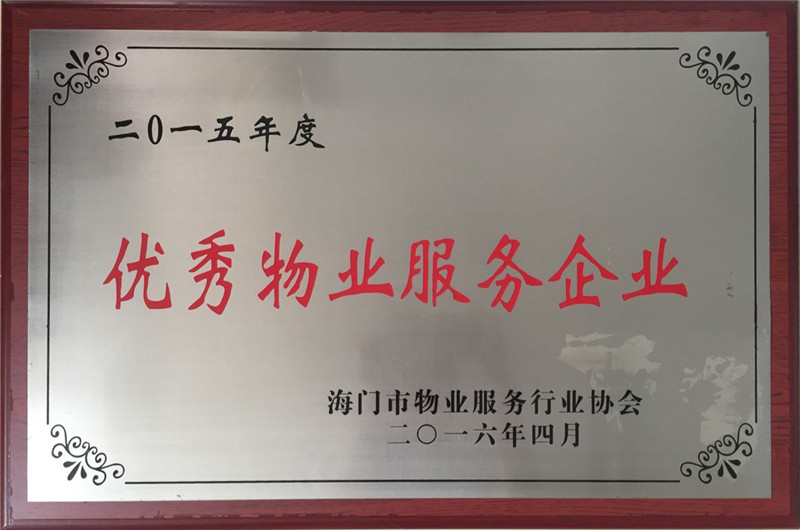 二0一五年度
优秀物业服务企业
海门市物业服务行业协会
二〇一六年四月